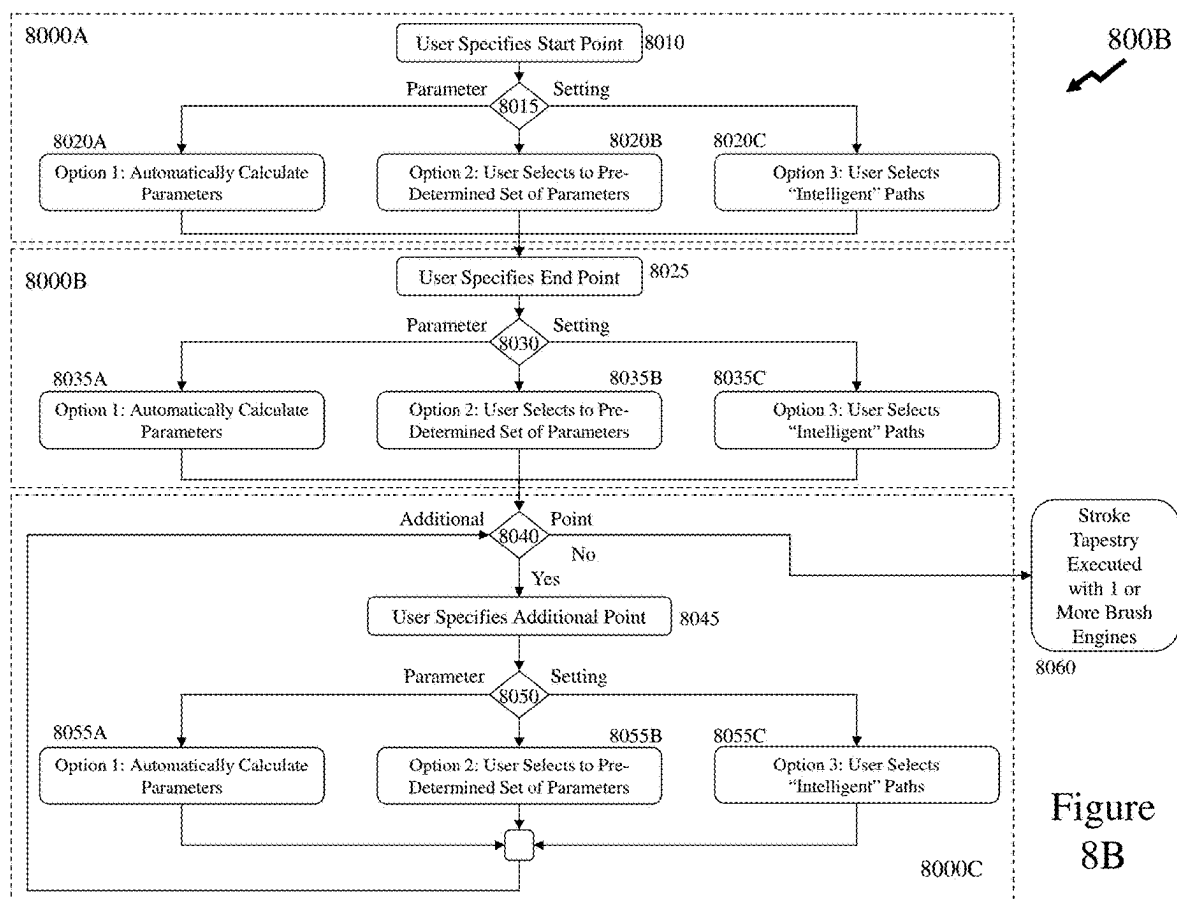 8000A
User Specifies Start Point
8010
800B
Parameter
Setting
8015
8020A
8020B
8020C
Option 1: Automatically Calculate
Parameters
Option 2: User Selects to Pre-
Determined Set of Parameters
Option 3: User Selects
"Intelligent" Paths
8000B
User Specifies End Point
8025
Parameter
Setting
8030
8035A
8035B
8035C
Option 1: Automatically Calculate
Parameters
Option 2: User Selects to Pre-
Determined Set of Parameters
Option 3: User Selects
"Intelligent" Paths
Additional
Point
8040
No
Yes
Stroke
Tapestry
Executed
with 1 or
More Brush
Engines
8060
User Specifies Additional Point
8045
Parameter
Setting
8050
8055A
8055B
8055C
Option 1: Automatically Calculate
Parameters
Option 2: User Selects to Pre-
Determined Set of Parameters
Option 3: User Selects
"Intelligent" Paths
8000C
Figure
8B